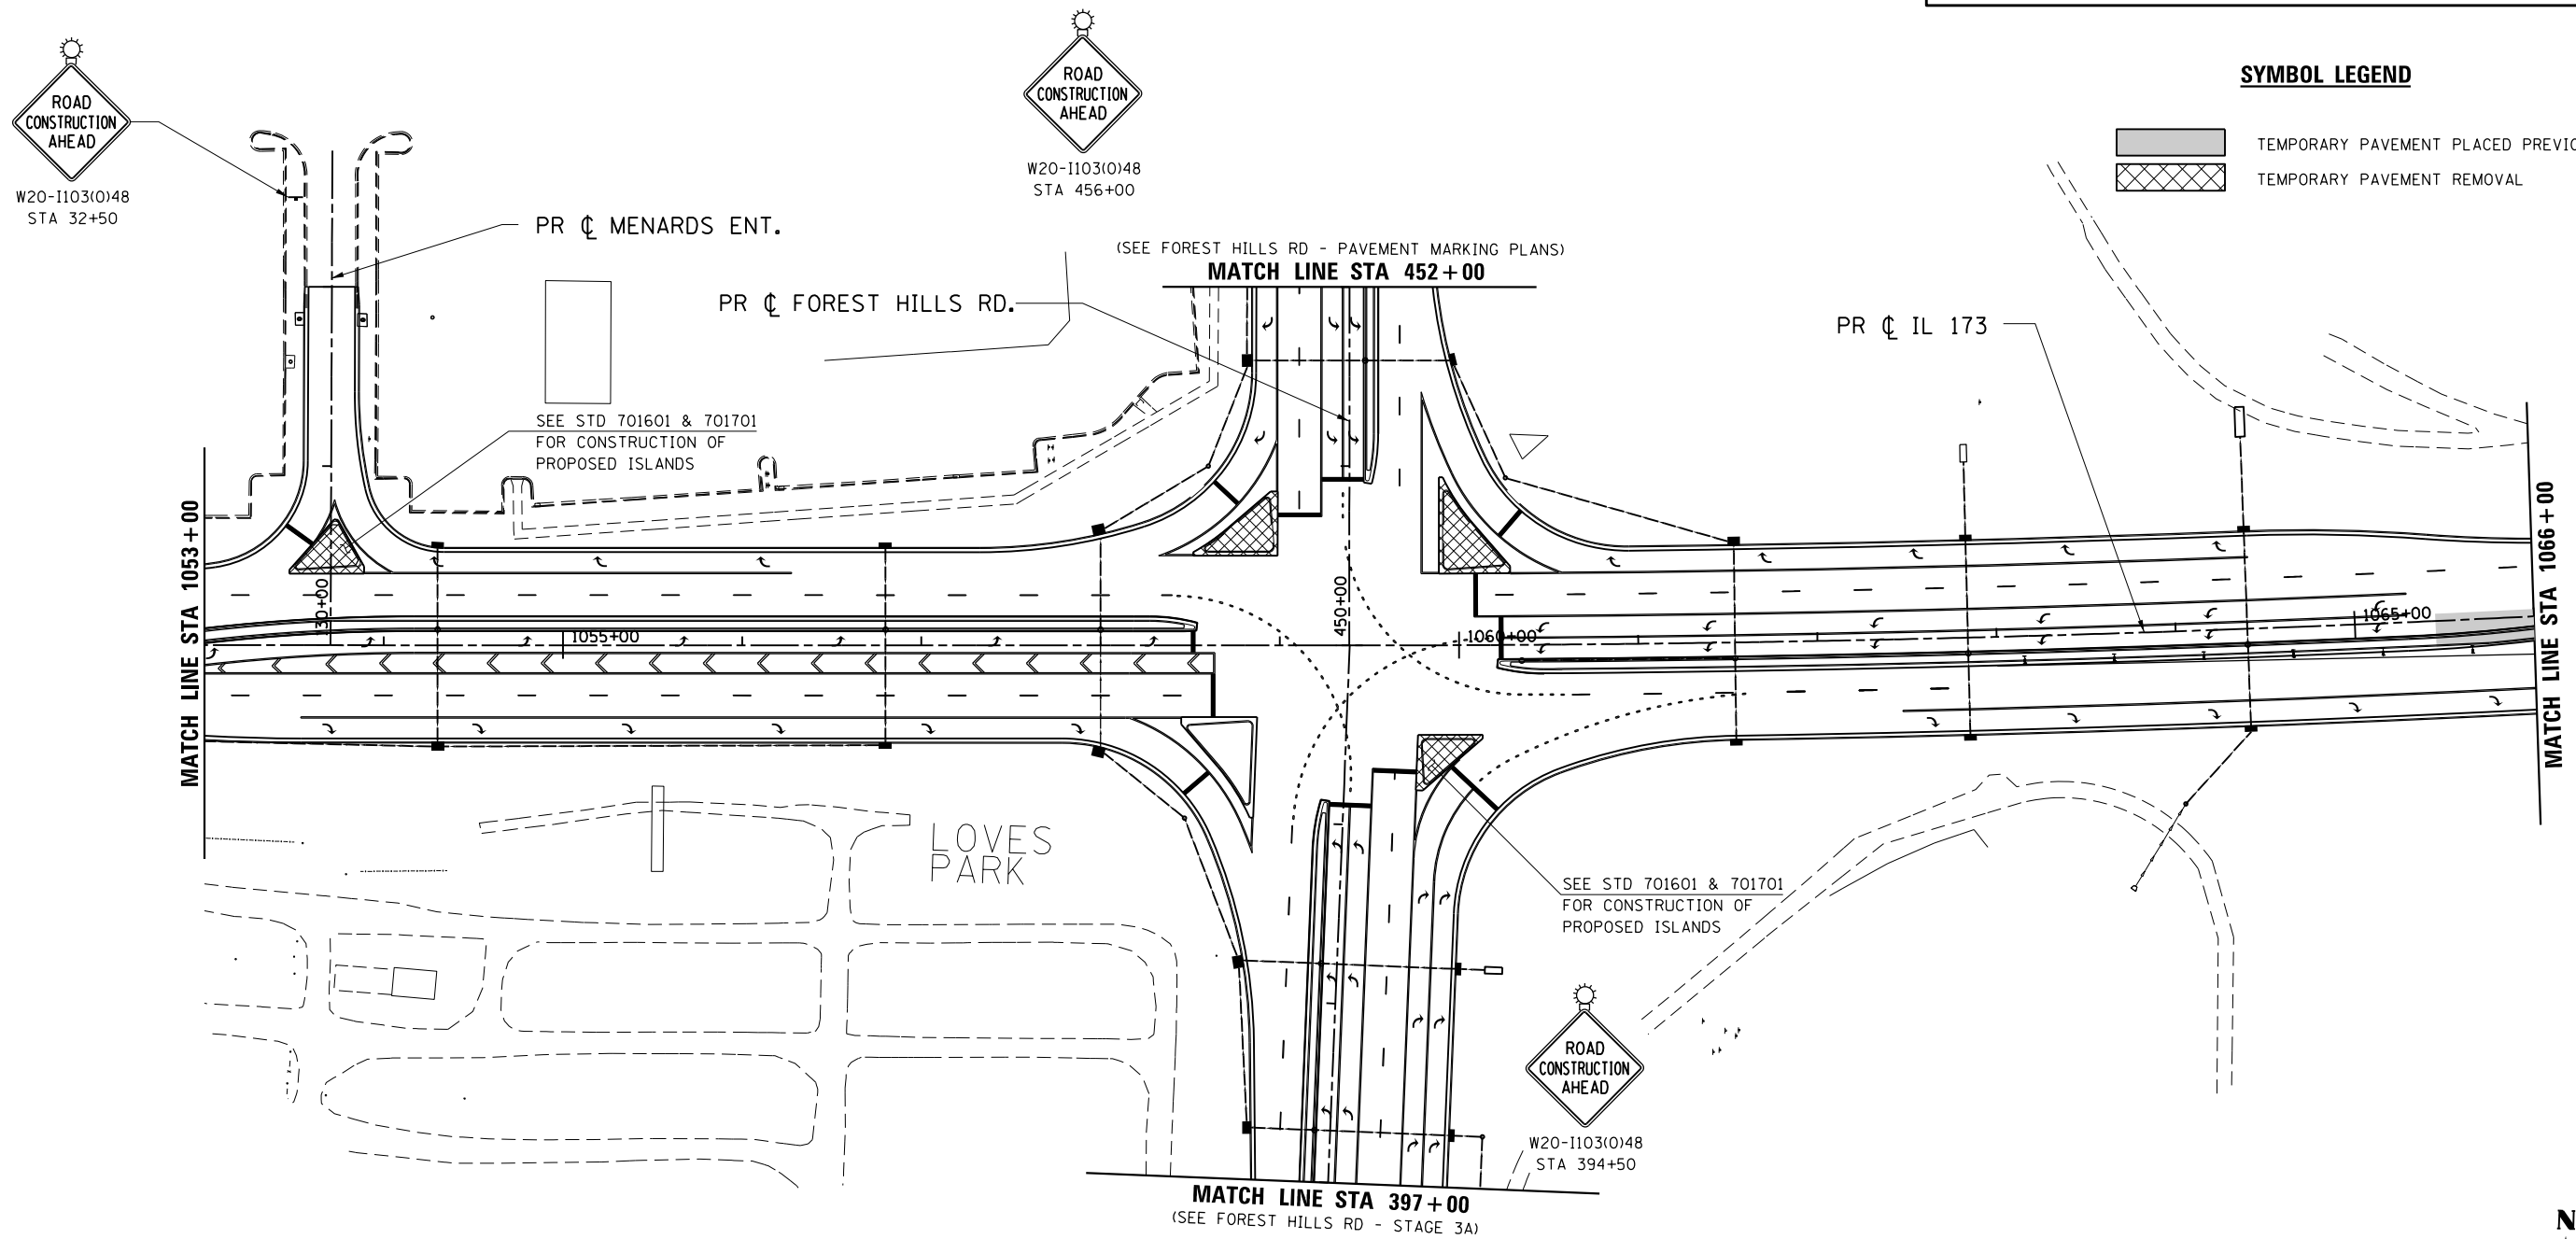 ROAD
CONSTRUCTION
AHEAD
W20-I103(O)48
STA 32+50
ROAD
CONSTRUCTION
AHEAD
W20-I103(O)48
STA 456+00
SYMBOL LEGEND
TEMPORARY PAVEMENT PLACED
TEMPORARY PAVEMENT REMOVAL
PR ℄ MENARDS ENT.
(SEE FOREST HILLS RD - PAVEMENT MARKING PLANS)
MATCH LINE STA 452+00
PR ℄ FOREST HILLS RD.
PR ℄ IL 173
SEE STD 701601 & 701701
FOR CONSTRUCTION OF
PROPOSED ISLANDS
MATCH LINE STA 1053+00
130+00
1055+00
450+00
1060+00
1065+00
MATCH LINE STA 1066+00
LOVES
PARK
SEE STD 701601 & 701701
FOR CONSTRUCTION OF
PROPOSED ISLANDS
ROAD
CONSTRUCTION
AHEAD
W20-I103(O)48
STA 394+50
MATCH LINE STA 397+00
(SEE FOREST HILLS RD - STAGE 3A)